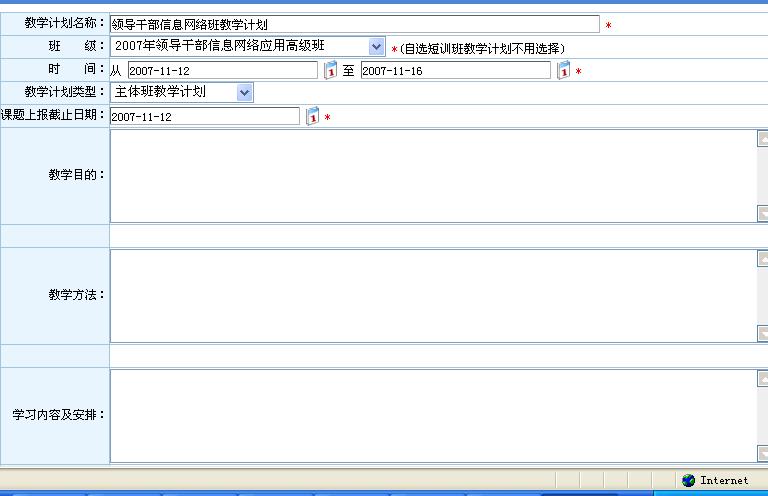 教学计划名称： 领导干部信息网络班教学计划 *
班 级： 2007年领导干部信息网络应用高级班 *(自选短训班教学计划不用选择)
时 间： 从 2007-11-12 1 至 2007-11-16 1 *
教学计划类型： 主体班教学计划
课题上报截止日期： 2007-11-12 1 *
教学目的：
教学方法：
学习内容及安排：
Internet